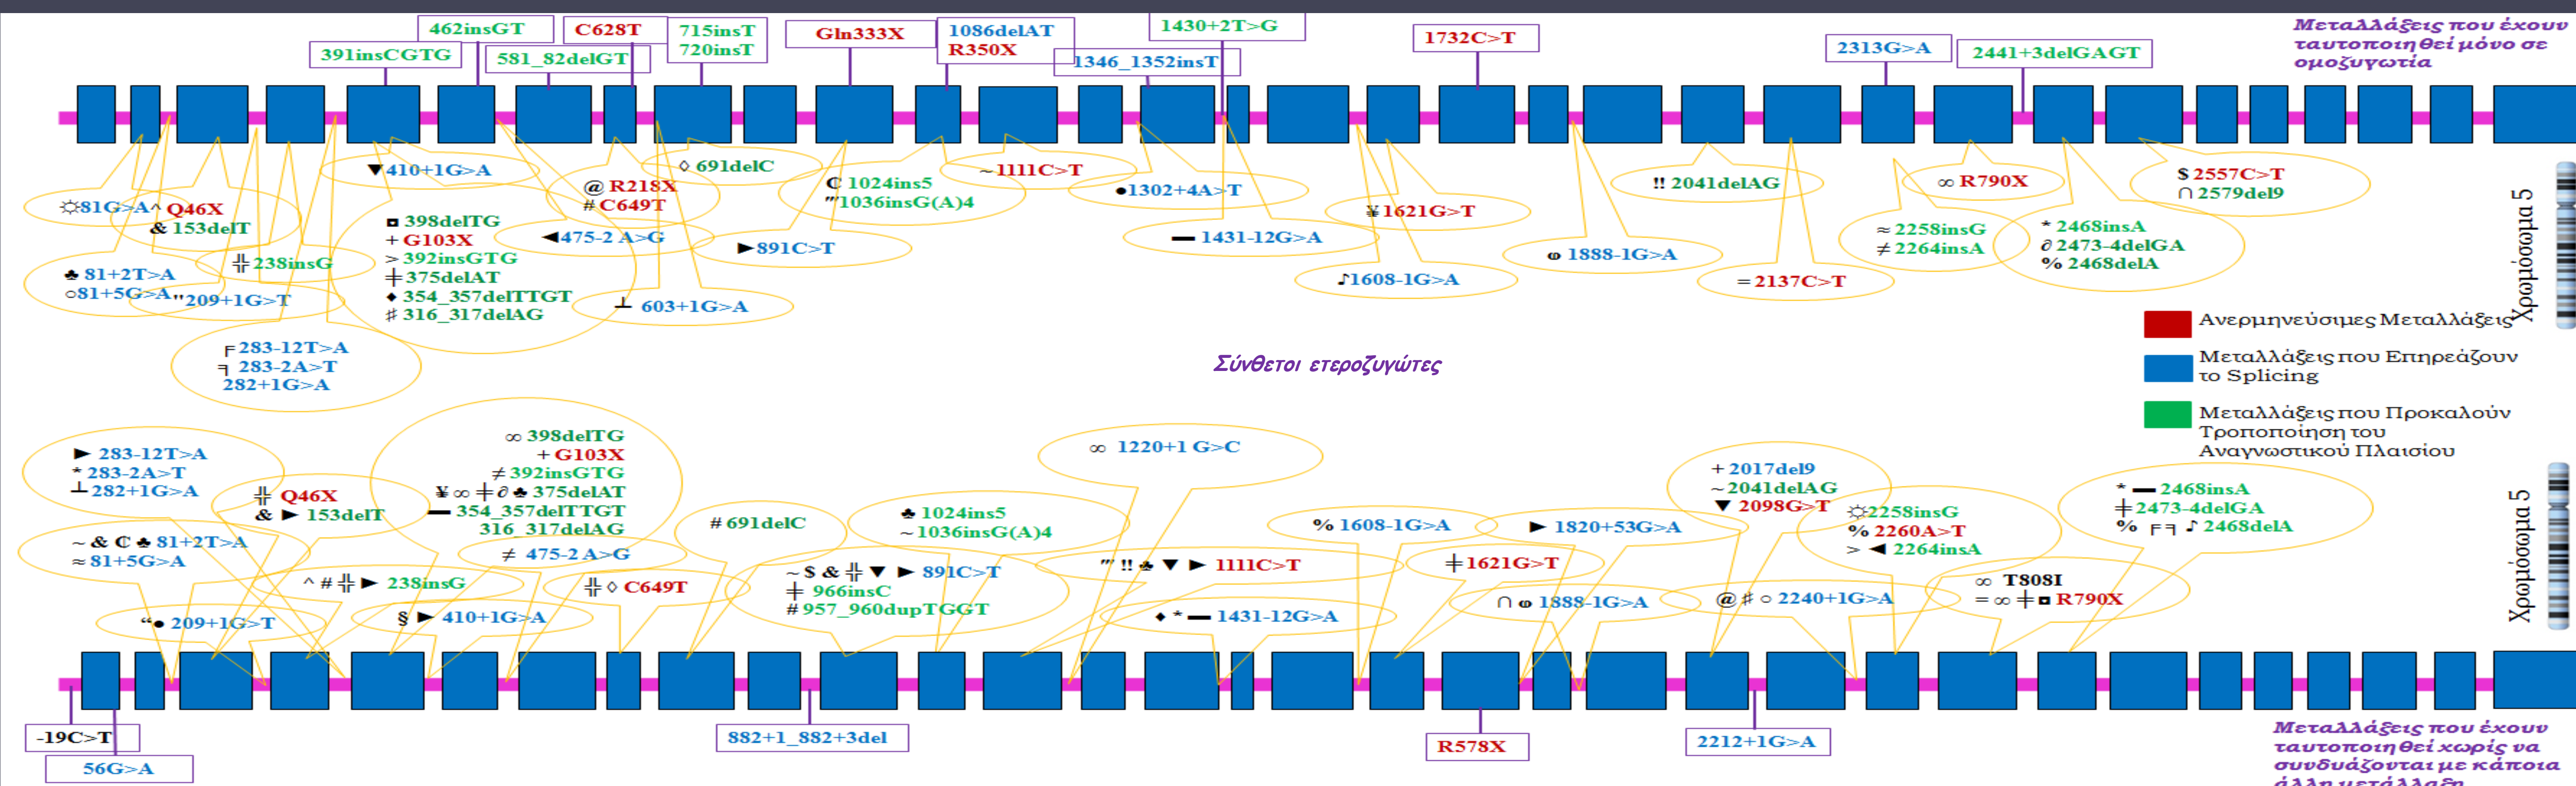 Μεταλλάξεις που έχουν
ταυτοποιηθεί μόνο σε
ομοζυγωτία
391insCGTG
462insGT
581_82delGT
C628T
715insT
720insT
Gln333X
1086delAT
R350X
1346_1352insT
1430+2T>G
1732C>T
2313G>A
2441+3delGAGT
☼81G>A
^ Q46X
& 153delT
♣ 81+2T>A
○81+5G>A
"209+1G>T
╬ 238insG
╒ 283-12T>A
╕ 283-2A>T
282+1G>A
▼410+1G>A
◘ 398delTG
+ G103X
> 392insGTG
╪ 375delAT
◆ 354_357delTTGT
♯ 316_317delAG
◄475-2 A>G
@ R218X
# C649T
┴ 603+1G>A
◊ 691delC
►891C>T
₵ 1024ins5
‴1036insG(A)4
~1111C>T
●1302+4A>T
▬ 1431-12G>A
¥ 1621G>T
♪1608-1G>A
φ 1888-1G>A
!! 2041delAG
= 2137C>T
≈ 2258insG
≠ 2264insA
∞ R790X
* 2468insA
∂ 2473-4delGA
% 2468delA
$ 2557C>T
∩ 2579del9
Χρωμόσωμα 5
Ανερμηνεύσιμες Μεταλλάξεις
Μεταλλάξεις που Επηρεάζουν
το Splicing
Μεταλλάξεις που Προκαλούν
Τροποποίηση του
Αναγνωστικού Πλαισίου
Σύνθετοι ετεροζυγώτες
► 283-12T>A
* 283-2A>T
┴ 282+1G>A
~ & ₵ ♣ 81+2T>A
≈ 81+5G>A
“● 209+1G>T
╬ Q46X
& ► 153delT
^ # ╬ ► 238insG
∞ 398delTG
+ G103X
≠ 392insGTG
¥ ∞ ╪ ∂ ♣ 375delAT
▬ 354_357delTTGT
316_317delAG
≠ 475-2 A>G
§ ► 410+1G>A
╬ ◊ C649T
# 691delC
~ $ & ╬ ▼ ► 891C>T
╪ 966insC
# 957_960dupTGGT
♣ 1024ins5
~ 1036insG(A)4
∞ 1220+1 G>C
‴ !! ♣ ▼ ► 1111C>T
◆ * ▬ 1431-12G>A
% 1608-1G>A
╪ 1621G>T
► 1820+53G>A
∩ φ 1888-1G>A
+ 2017del9
~ 2041delAG
▼ 2098G>T
@ ♯ ○ 2240+1G>A
☼2258insG
% 2260A>T
> ◄ 2264insA
∞ T808I
= ∞ ╪ ◘ R790X
* ▬ 2468insA
╪ 2473-4delGA
% ╒ ╕ ♪ 2468delA
Χρωμόσωμα 5
-19C>T
56G>A
882+1_882+3del
R578X
2212+1G>A
Μεταλλάξεις που έχουν
ταυτοποιηθεί χωρίς να
συνδυάζονται με κάποια
άλλη μετάλλαξη